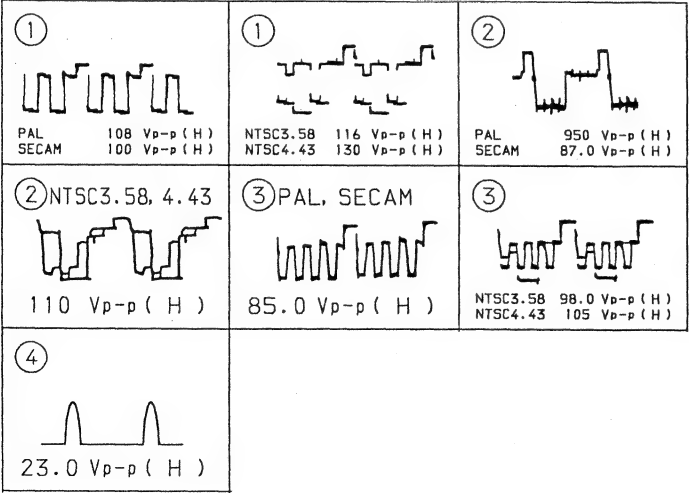 ①
PAL 108 Vp-p(H)
SECAM 100 Vp-p(H)
①
NTSC3.58 116 Vp-p(H)
NTSC4.43 130 Vp-p(H)
②
PAL 950 Vp-p(H)
SECAM 87.0 Vp-p(H)
②NTSC3.58, 4.43
110 Vp-p(H)
③PAL, SECAM
85.0 Vp-p(H)
③
NTSC3.58 98.0 Vp-p(H)
NTSC4.43 105 Vp-p(H)
④
23.0 Vp-p(H)